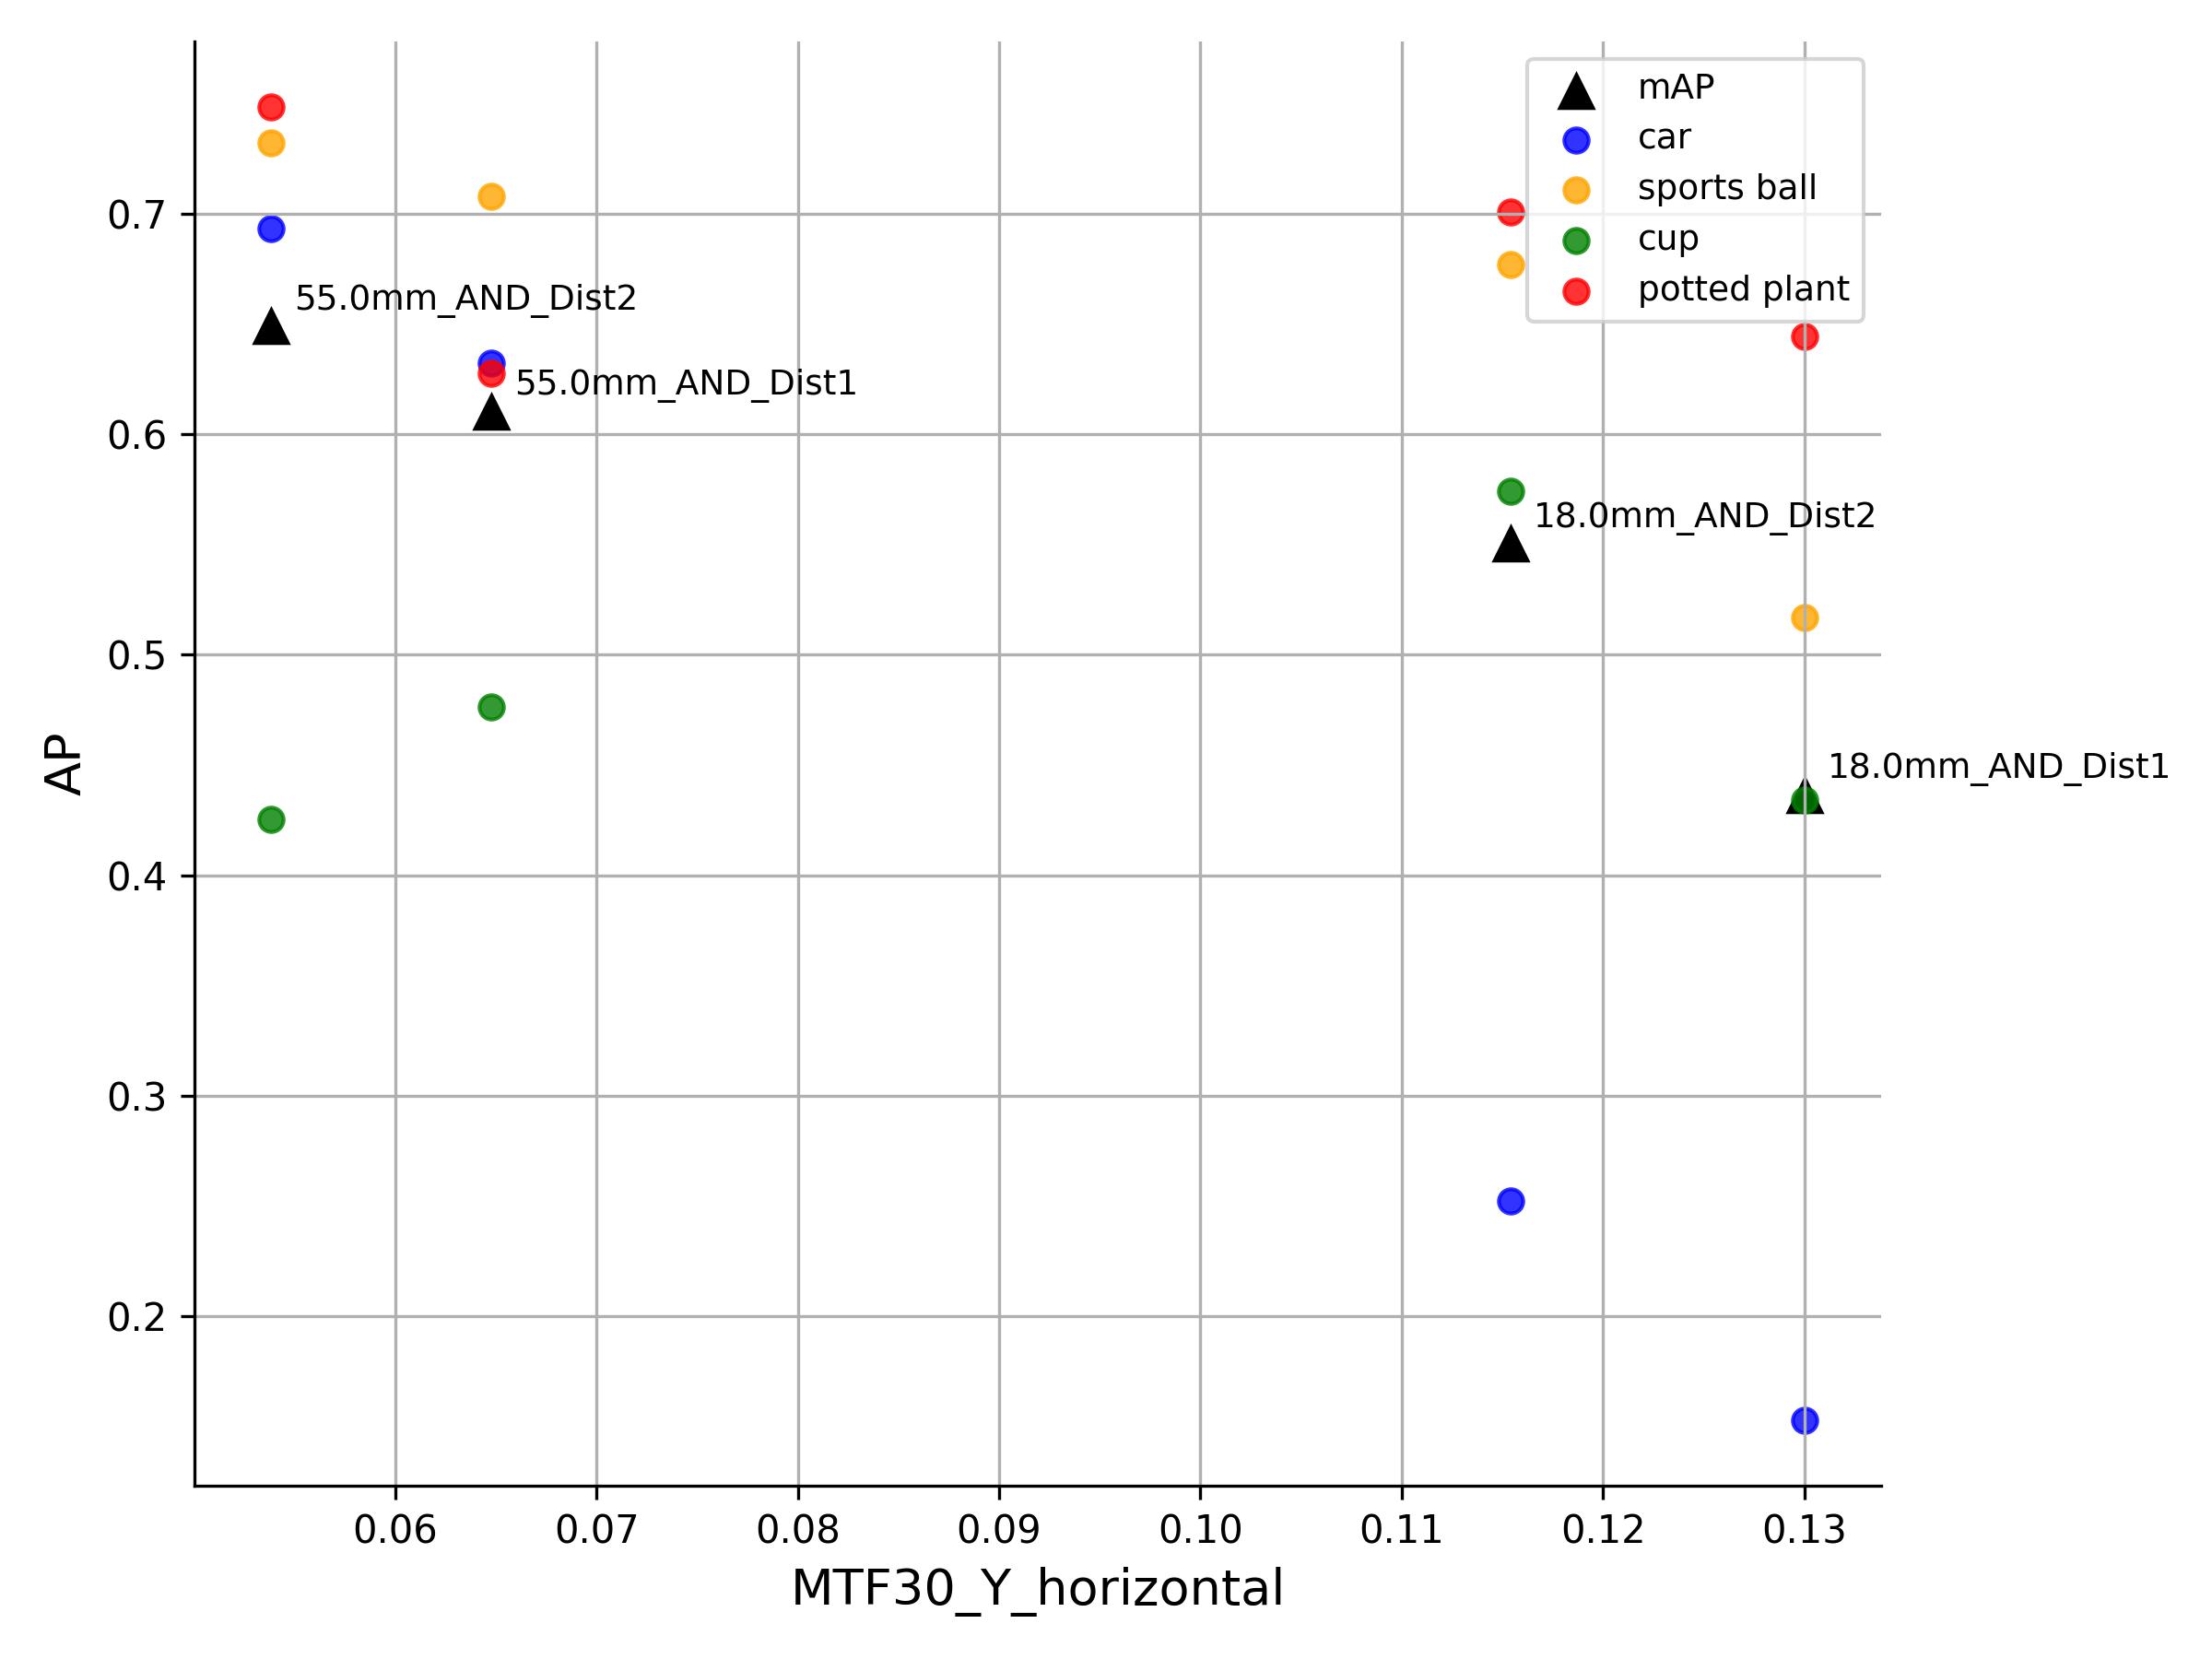 mAP
car
sports ball
cup
potted plant
55.0mm_AND_Dist2
55.0mm_AND_Dist1
18.0mm_AND_Dist2
18.0mm_AND_Dist1
AP
0.7
0.6
0.5
0.4
0.3
0.2
0.06 0.07 0.08 0.09 0.10 0.11 0.12 0.13
MTF30_Y_horizontal